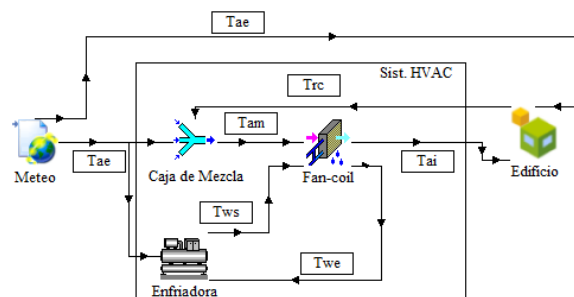 Tae
Sist. HVAC
Trc
Tam
Tae
Tai
Meteo
Caja de Mezcla
Fan-coil
Edificio
Tws
Twe
Enfriadora